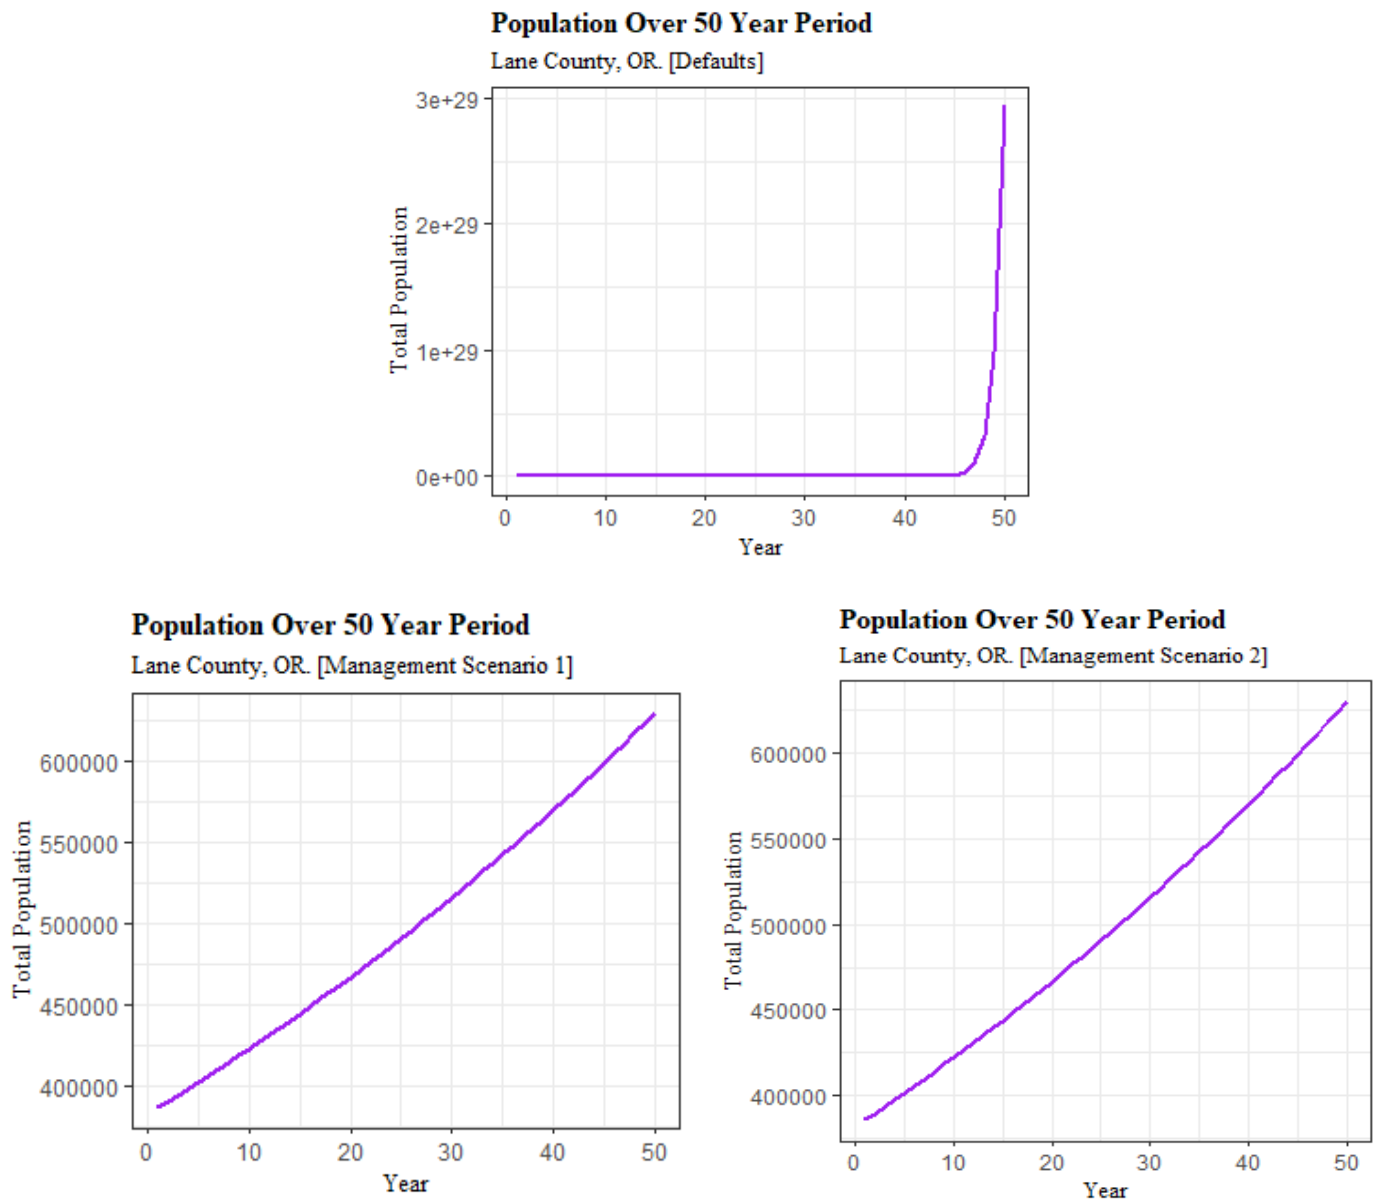 Population Over 50 Year Period
Lane County, OR. [Defaults]
3e+29
2e+29
1e+29
0e+00
Total Population
0 10 20 30 40 50
Year
Population Over 50 Year Period
Lane County, OR. [Management Scenario 1]
600000
550000
500000
450000
400000
Total Population
0 10 20 30 40 50
Year
Population Over 50 Year Period
Lane County, OR. [Management Scenario 2]
600000
550000
500000
450000
400000
Total Population
0 10 20 30 40 50
Year